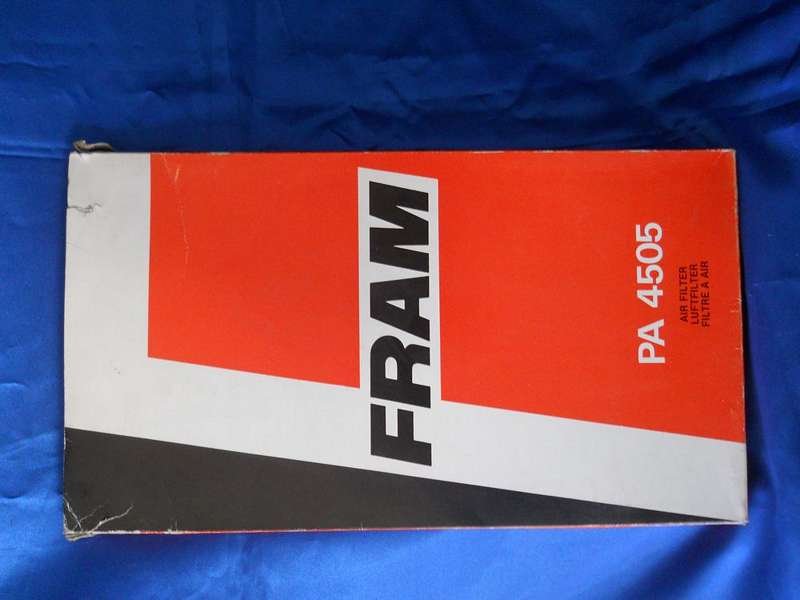 FRAM
PA 4505
AIR FILTER
LUFTFILTER
FILTRE A AIR